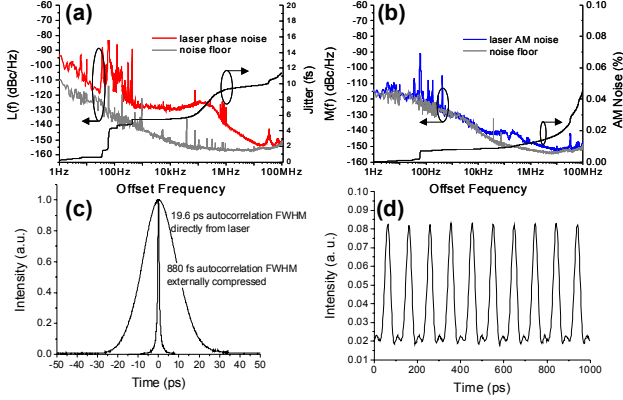 (a)
laser phase noise
noise floor
L(f) (dBc/Hz)
-60
-70
-80
-90
-100
-110
-120
-130
-140
-150
-160
20
18
16
14
12
10
8
6
4
2
0
Jitter (fs)
1Hz 100Hz 10kHz 1MHz 100MHz
Offset Frequency
(b)
laser AM noise
noise floor
M(f) (dBc/Hz)
-60
-70
-80
-90
-100
-110
-120
-130
-140
-150
-160
0.10
0.08
0.06
0.04
0.02
0.00
AM Noise (%)
1Hz 100Hz 10kHz 1MHz 100MHz
Offset Frequency
(c)
19.6 ps autocorrelation FWHM
directly from laser
880 fs autocorrelation FWHM
externally compressed
Intensity (a.u.)
1.0
0.8
0.6
0.4
0.2
0.0
-50 -40 -30 -20 -10 0 10 20 30 40 50
Time (ps)
(d)
Intensity (a. u.)
0.10
0.09
0.08
0.07
0.06
0.05
0.04
0.03
0.02
0.01
0 200 400 600 800 1000
Time (ps)